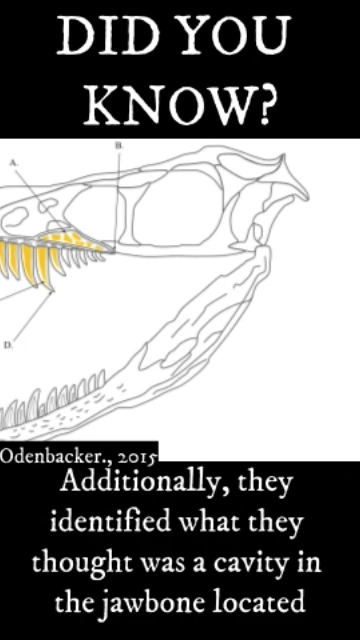 DID YOU
KNOW?
B.
A.
D.
Odenbacker., 2015
Additionally, they
identified what they
thought was a cavity in
the jawbone located